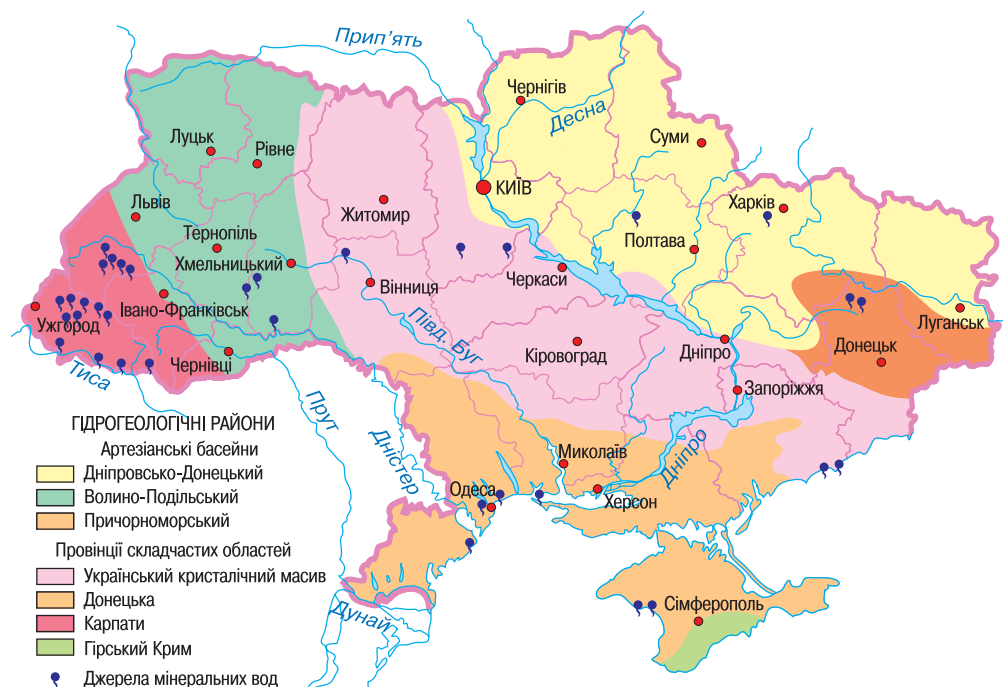 Прип'ять
Чернігів
Десна
Суми
Луцьк
Рівне
КИЇВ
Житомир
Харків
Львів
Тернопіль
Полтава
Хмельницький
Черкаси
Вінниця
Івано-Франківськ
Ужгород
Луганськ
Півд. Буг
Кіровоград
Дніпро
Донецьк
Чернівці
Тиса
Запоріжжя
Прут
Дністер
ГІДРОГЕОЛОГІЧНІ РАЙОНИ
Артезіанські басейни
Дніпровсько-Донецький
Волино-Подільський
Причорноморський
Провінції складчастих областей
Український кристалічний масив
Донецька
Карпати
Гірський Крим
Джерела мінеральних вод
Миколаїв
Дніпро
Одеса
Херсон
Дунай
Сімферополь